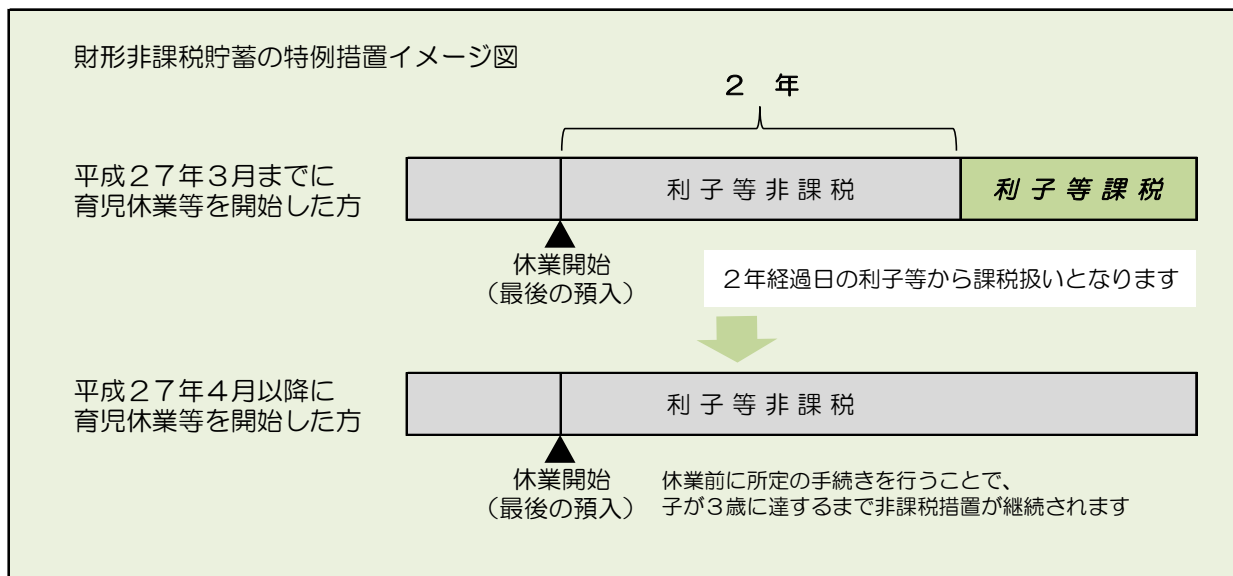 財形非課税貯蓄の特例措置イメージ図
２　年
平成２７年３月までに
育児休業等を開始した方
利 子 等 非 課 税
利 子 等 課 税
休業開始
（最後の預入）
２年経過日の利子等から課税扱いとなります
平成２７年４月以降に
育児休業等を開始した方
利 子 等 非 課 税
休業開始
（最後の預入）
休業前に所定の手続きを行うことで、
子が３歳に達するまで非課税措置が継続されます